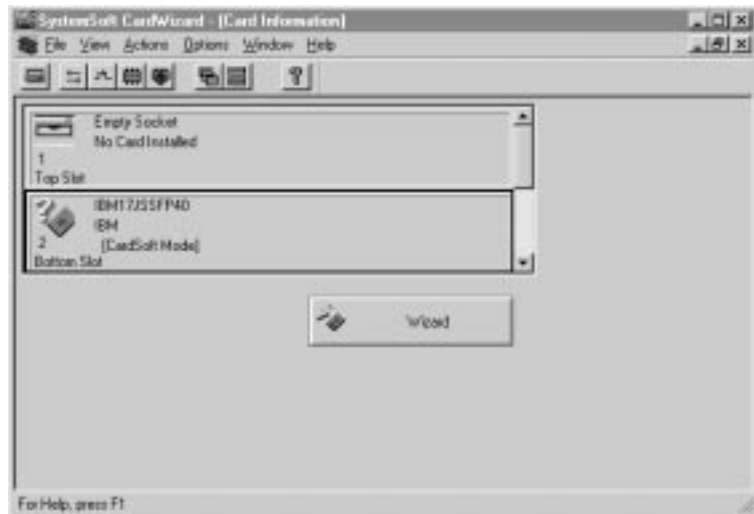 SystemSoft CardWizard - [Card Information]
File View Actions Options Window Help
Empty Socket
No Card Installed
1
Top Slot
IBM17JSSFP40
IBM
2
[CardSoft Mode]
Bottom Slot
Wizard
For Help, press F1